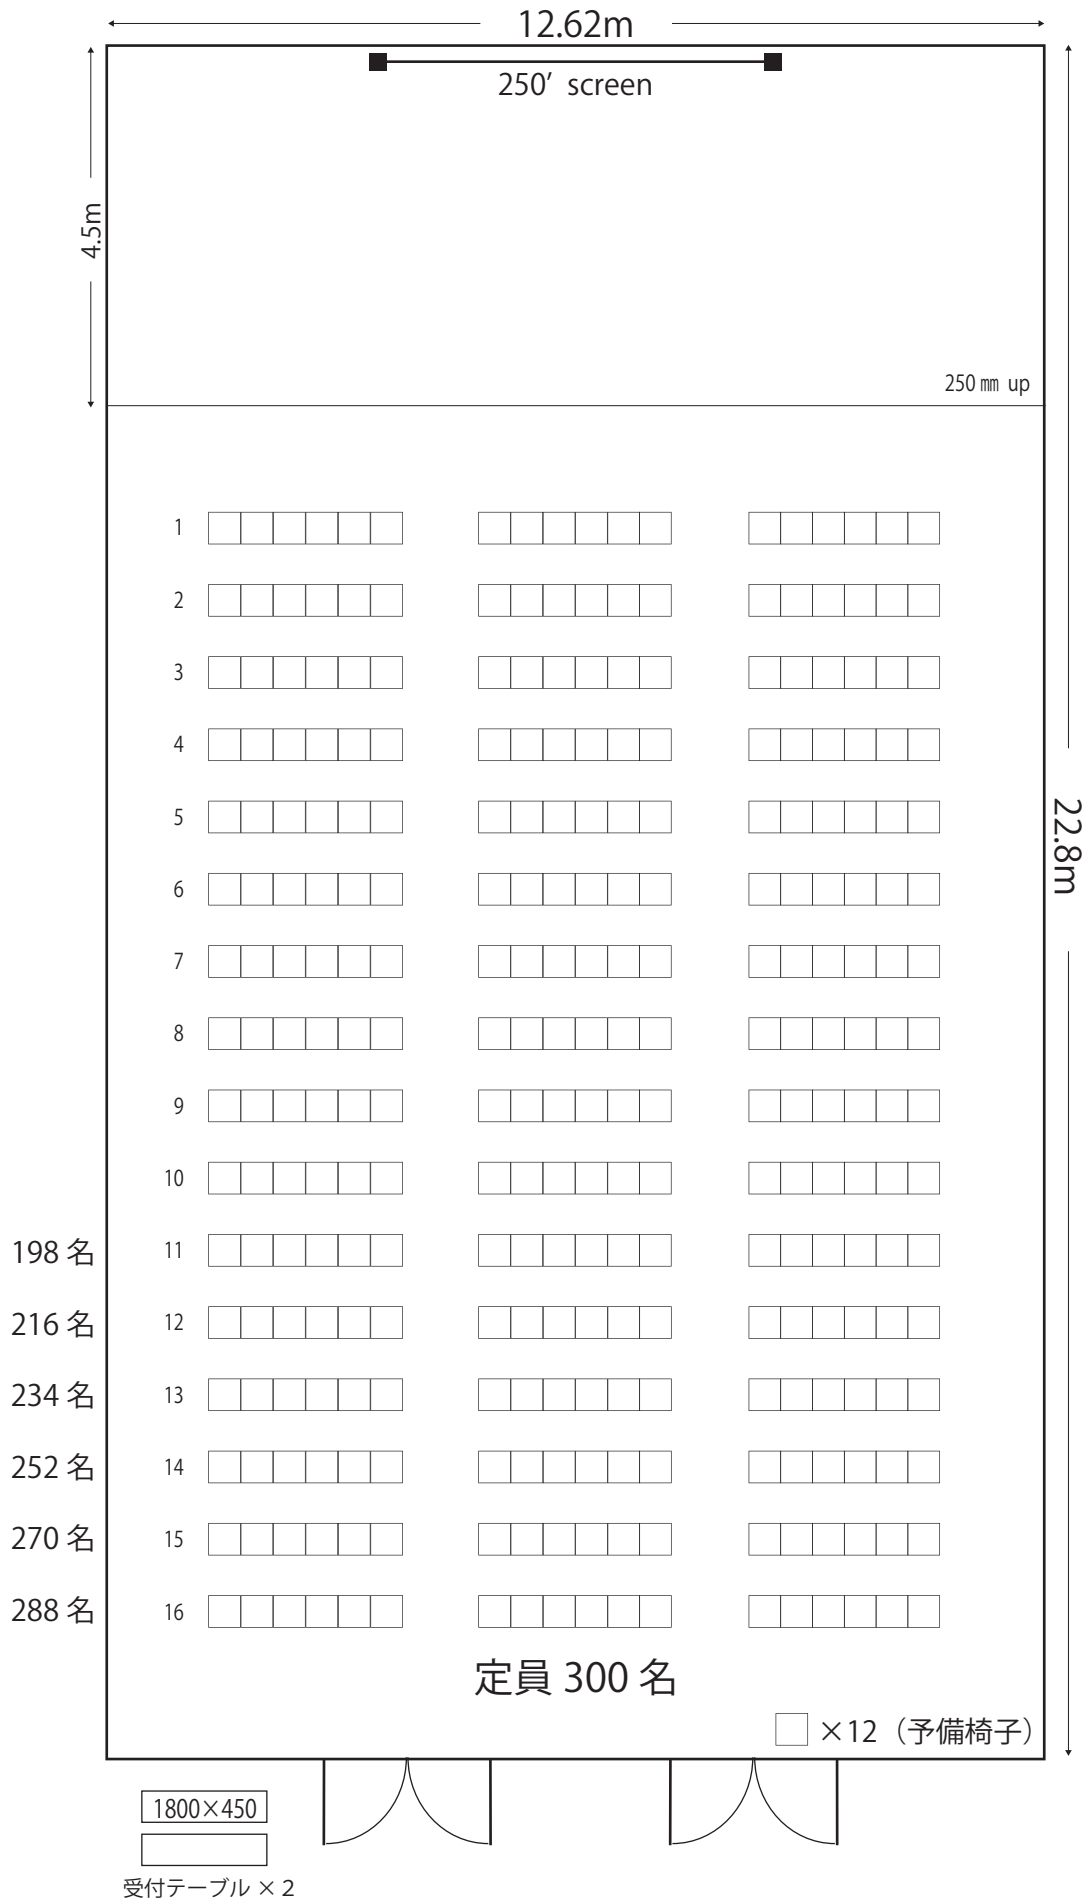 12.62m
250’ screen
4.5m
250㎜ up
1
2
3
4
5
6
7
22.8m
8
9
10
198名 11
216名 12
234名 13
252名 14
270名 15
288名 16
定員300名
×12（予備椅子）
1800×450
受付テーブル×2